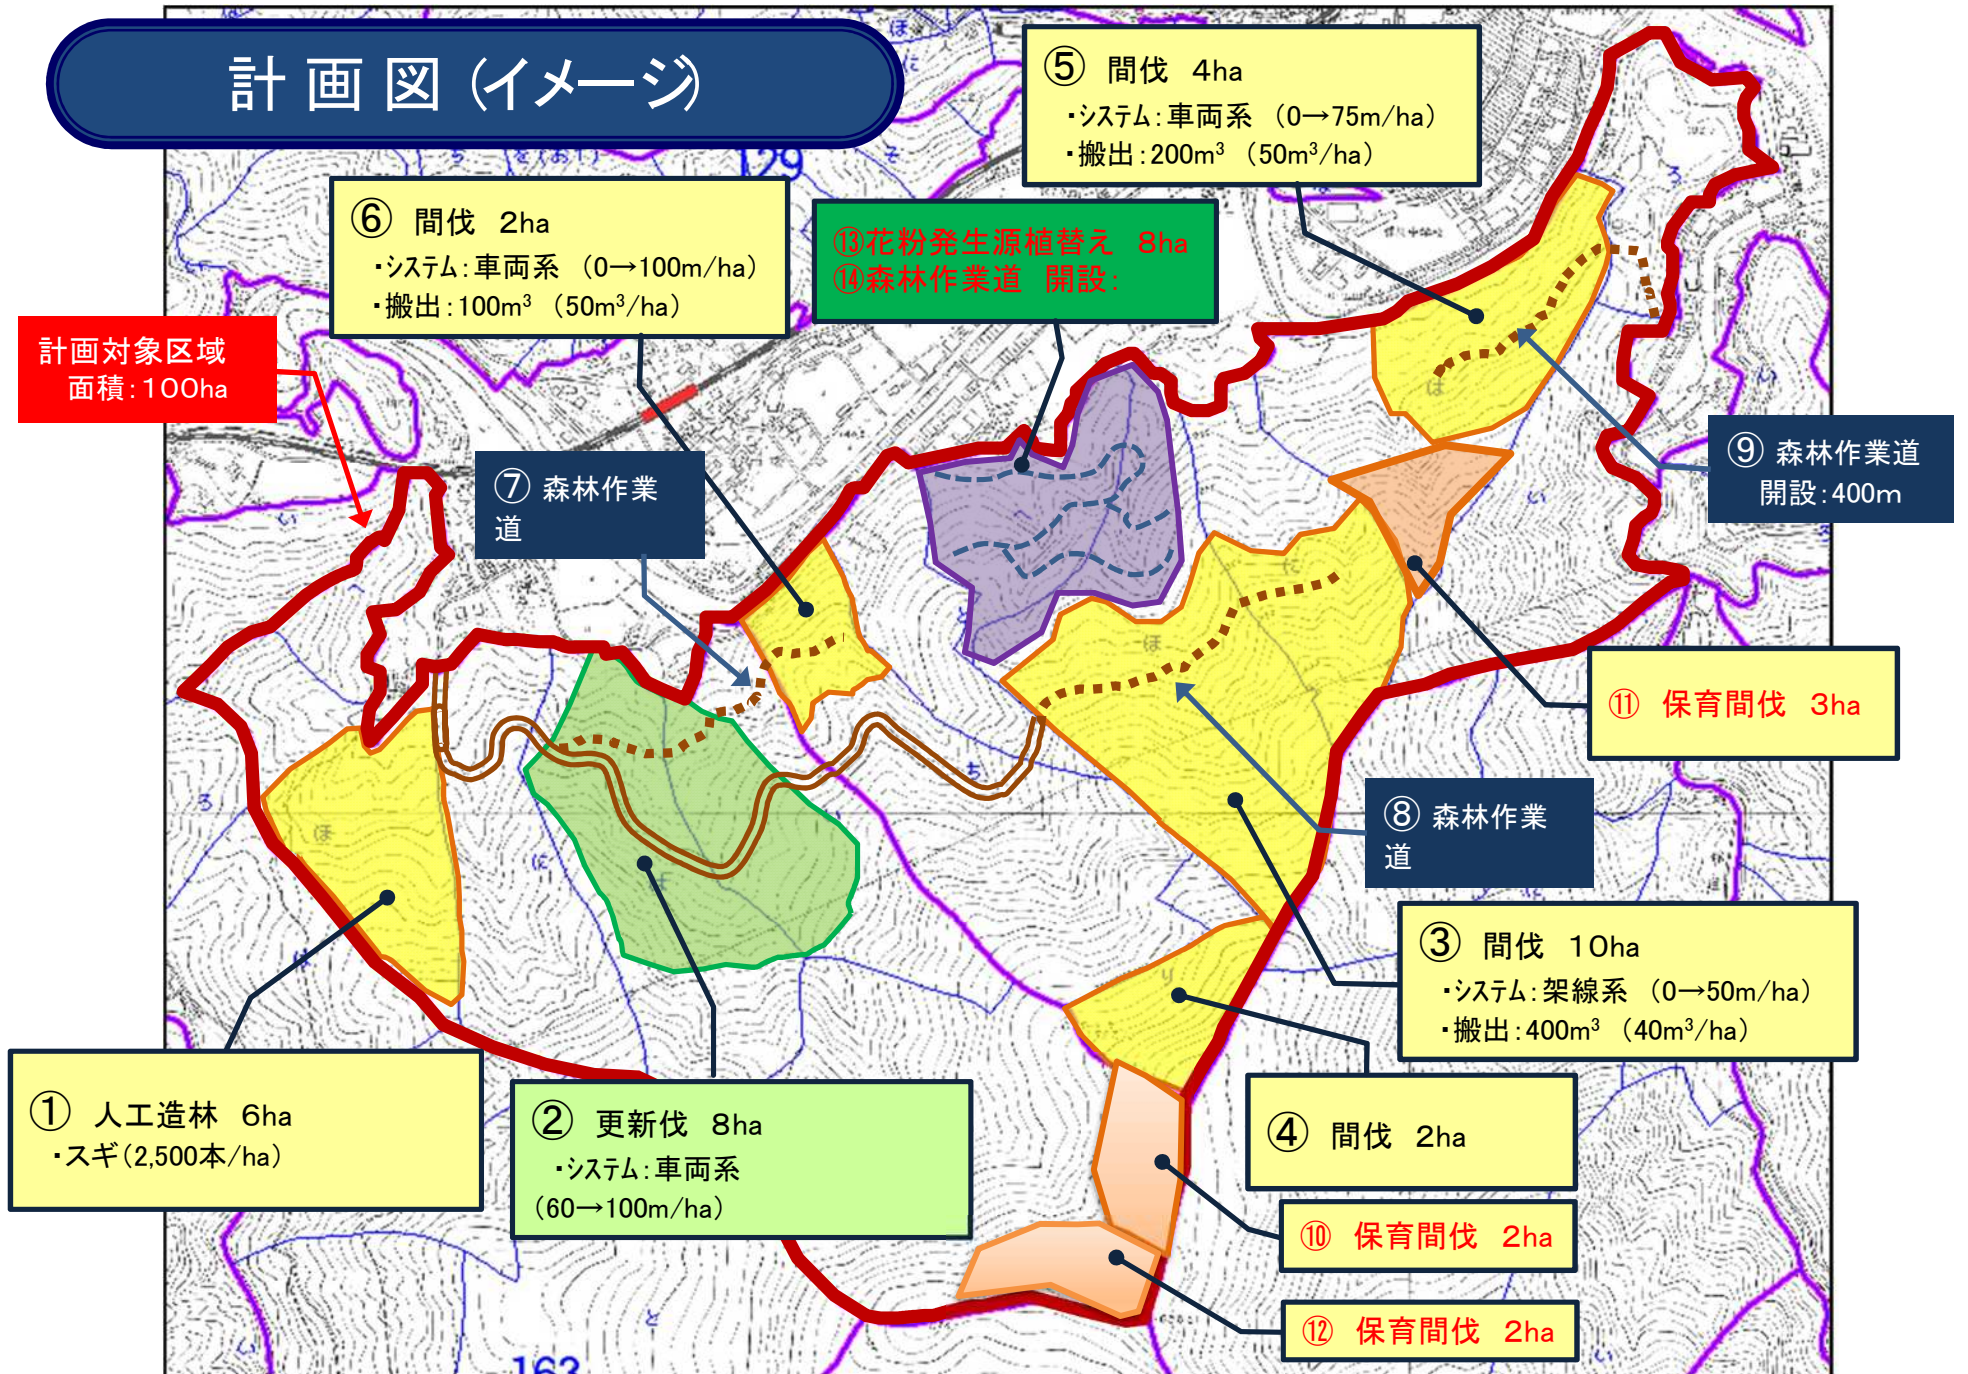 計画図（イメージ）
⑤ 間伐 4ha
・システム：車両系 （0→75m/ha）
・搬出：200m³ （50m³/ha）
129
⑥ 間伐 2ha
・システム：車両系 （0→100m/ha）
・搬出：100m³ （50m³/ha）
⑬花粉発生源植替え 8ha
⑭森林作業道 開設：
計画対象区域
面積：100ha
⑦ 森林作業
道
⑨ 森林作業道
開設：400m
⑪ 保育間伐 3ha
⑧ 森林作業
道
③ 間伐 10ha
・システム：架線系 （0→50m/ha）
・搬出：400m³ （40m³/ha）
① 人工造林 6ha
・スギ（2,500本/ha）
② 更新伐 8ha
・システム：車両系
（60→100m/ha）
④ 間伐 2ha
⑩ 保育間伐 2ha
⑫ 保育間伐 2ha
163